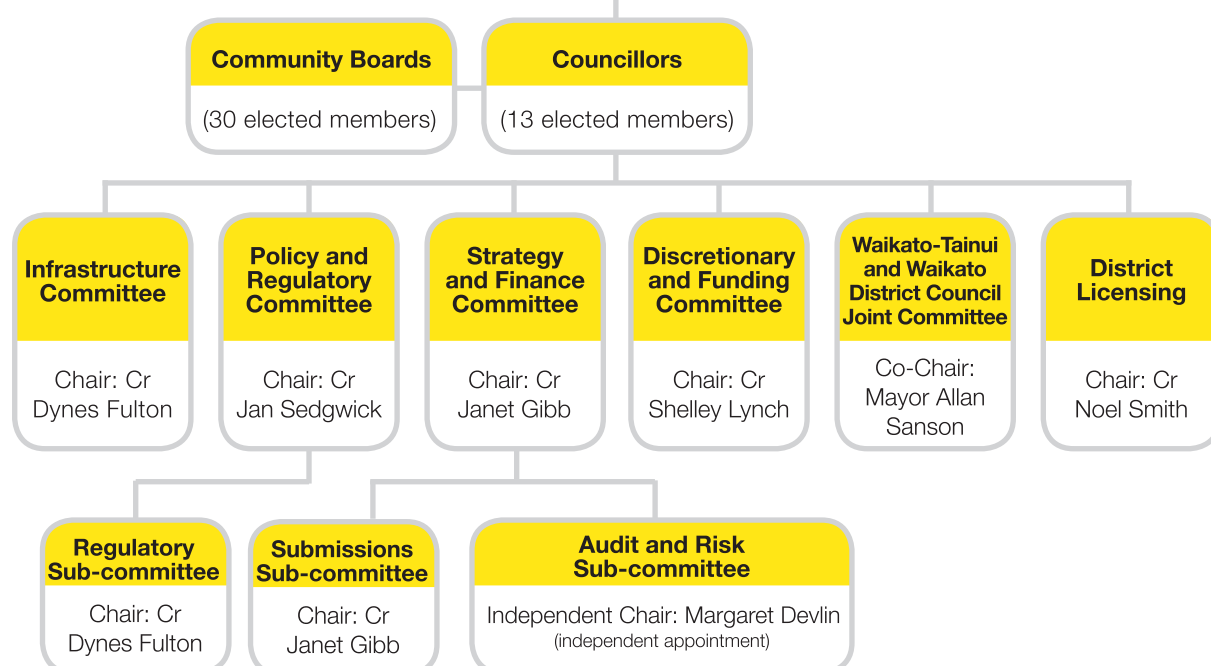 Community Boards
(30 elected members)
Councillors
(13 elected members)
Infrastructure
Committee
Chair: Cr
Dynes Fulton
Policy and
Regulatory
Committee
Chair: Cr
Jan Sedgwick
Strategy
and Finance
Committee
Chair: Cr
Janet Gibb
Discretionary
and Funding
Committee
Chair: Cr
Shelley Lynch
Waikato-Tainui
and Waikato
District Council
Joint Committee
Co-Chair:
Mayor Allan
Sanson
District
Licensing
Chair: Cr
Noel Smith
Regulatory
Sub-committee
Chair: Cr
Dynes Fulton
Submissions
Sub-committee
Chair: Cr
Janet Gibb
Audit and Risk
Sub-committee
Independent Chair: Margaret Devlin
(independent appointment)